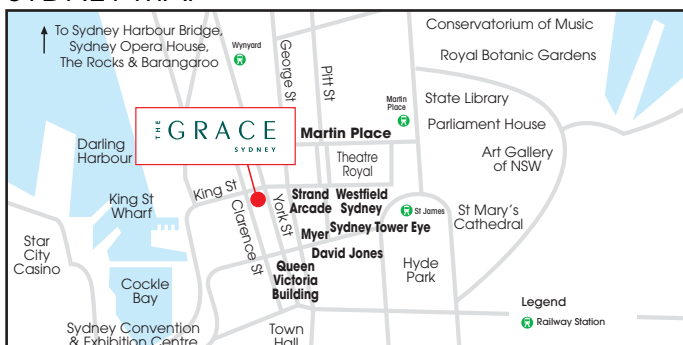 To Sydney Harbour Bridge,
Sydney Opera House,
The Rocks & Barangaroo
Wynyard
George St
Pitt St
Conservatorium of Music
Royal Botanic Gardens
Martin
Place
State Library
Parliament House
Art Gallery
of NSW
THE GRACE
SYDNEY
Martin Place
Theatre
Royal
Darling
Harbour
King St
Wharf
King St
Clarence St
York St
Strand
Arcade
Westfield
Sydney
St James
St Mary's
Cathedral
Myer
Sydney Tower Eye
David Jones
Hyde
Park
Queen
Victoria
Building
Star
City
Casino
Cockle
Bay
Sydney Convention
& Exhibition Centre
Town
Hall
Legend
Railway Station